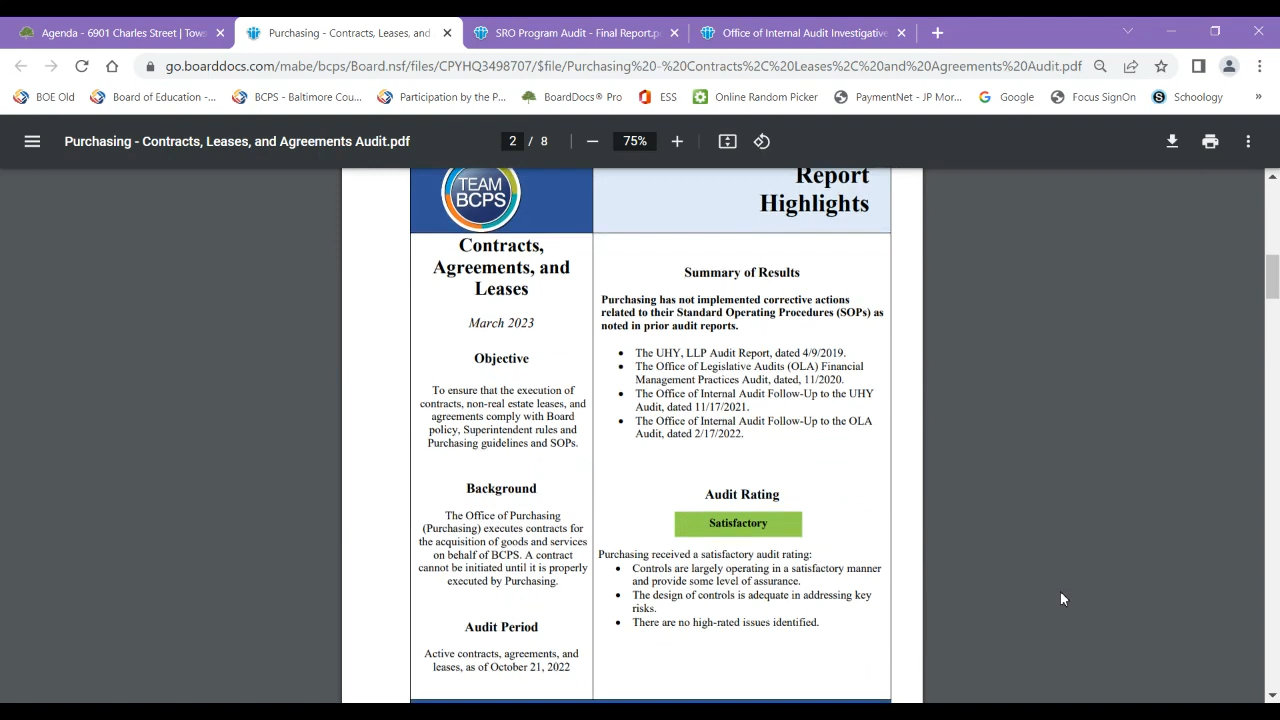 Agenda - 6901 Charles Street | Tow
Purchasing - Contracts, Leases, and
SRO Program Audit - Final Report.p
Office of Internal Audit Investigative
go.boarddocs.com/mabe/bcps/Board.nsf/files/CPYHQ3498707/$file/Purchasing%20-%20Contracts%2C%20Leases%2C%20and%20Agreements%20Audit.pdf
BOE Old
Board of Education -...
BCPS - Baltimore Cou...
Participation by the P...
BoardDocs® Pro
ESS
Online Random Picker
PaymentNet - JP Mor...
Google
Focus SignOn
Schoology
»
Purchasing - Contracts, Leases, and Agreements Audit.pdf
2 / 8
75%
TEAM
BCPS
Report
Highlights
Contracts,
Agreements, and
Leases
March 2023
Objective
To ensure that the execution of
contracts, non-real estate leases, and
agreements comply with Board
policy, Superintendent rules and
Purchasing guidelines and SOPs.
Background
The Office of Purchasing
(Purchasing) executes contracts for
the acquisition of goods and services
on behalf of BCPS. A contract
cannot be initiated until it is properly
executed by Purchasing.
Audit Period
Active contracts, agreements, and
leases, as of October 21, 2022
Summary of Results
Purchasing has not implemented corrective actions
related to their Standard Operating Procedures (SOPs) as
noted in prior audit reports.
• The UHY, LLP Audit Report, dated 4/9/2019.
• The Office of Legislative Audits (OLA) Financial
Management Practices Audit, dated, 11/2020.
• The Office of Internal Audit Follow-Up to the UHY
Audit, dated 11/17/2021.
• The Office of Internal Audit Follow-Up to the OLA
Audit, dated 2/17/2022.
Audit Rating
Satisfactory
Purchasing received a satisfactory audit rating:
• Controls are largely operating in a satisfactory manner
and provide some level of assurance.
• The design of controls is adequate in addressing key
risks.
• There are no high-rated issues identified.